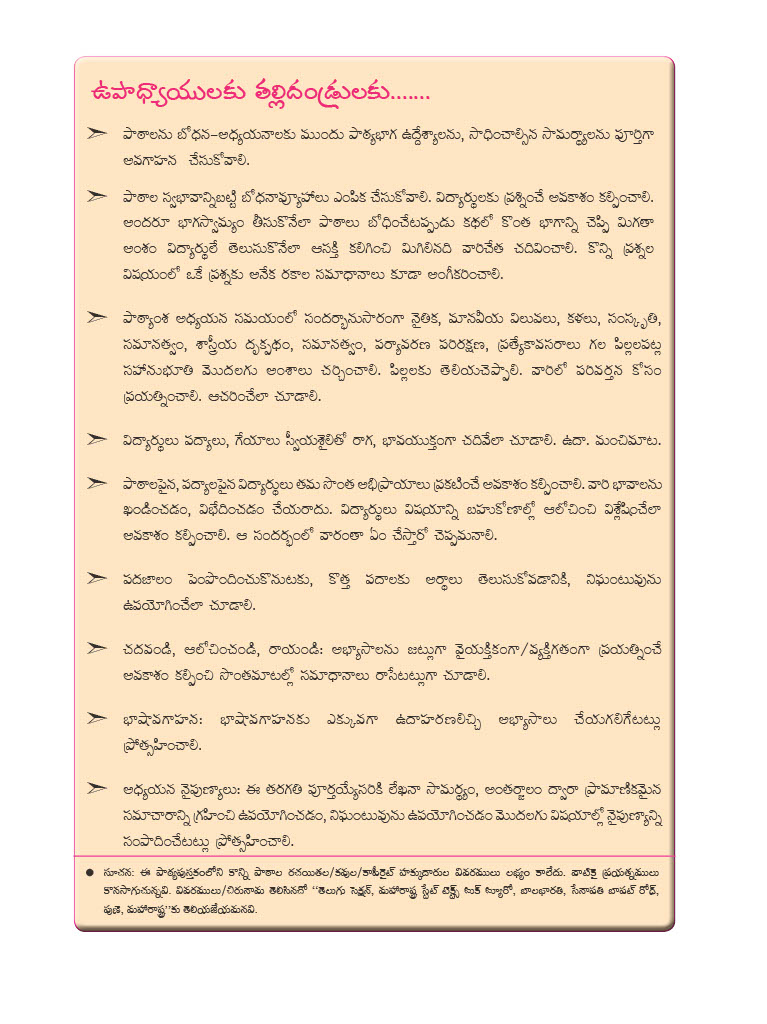 ఉపాధ్యాయులకు తల్లిదండ్రులకు.......
➢ పాఠాలను బోధన-అధ్యయనాలకు ముందు పాఠ్యభాగ ఉద్దేశ్యాలను, సాధించాల్సిన సామర్థ్యాలను పూర్తిగా
అవగాహన చేసుకోవాలి.
➢ పాఠాల స్వభావాన్నిబట్టి బోధనావ్యూహాలు ఎంపిక చేసుకోవాలి. విద్యార్థులకు ప్రశ్నించే అవకాశం కల్పించాలి.
అందరూ భాగస్వామ్యం తీసుకొనేలా పాఠాలు బోధించేటప్పుడు కథలో కొంత భాగాన్ని చెప్పి మిగతా
అంశం విద్యార్థులే తెలుసుకొనేలా ఆసక్తి కలిగించి మిగిలినది వారిచేత చదివించాలి. కొన్ని ప్రశ్నల
విషయంలో ఒకే ప్రశ్నకు అనేక రకాల సమాధానాలు కూడా అంగీకరించాలి.
➢ పాఠ్యాంశ అధ్యయన సమయంలో సందర్భానుసారంగా నైతిక, మానవీయ విలువలు, కళలు, సంస్కృతి,
సమానత్వం, శాస్త్రీయ దృక్పథం, సమానత్వం, పర్యావరణ పరిరక్షణ, ప్రత్యేకావసరాలు గల పిల్లలపట్ల
సహానుభూతి మొదలగు అంశాలు చర్చించాలి. పిల్లలకు తెలియచెప్పాలి. వారిలో పరివర్తన కోసం
ప్రయత్నించాలి. ఆచరించేలా చూడాలి.
➢ విద్యార్థులు పద్యాలు, గేయాలు స్వీయశైలితో రాగ, భావయుక్తంగా చదివేలా చూడాలి. ఉదా. మంచిమాట.
➢ పాఠాలపైన, పద్యాలపైన విద్యార్థులు తమ సొంత అభిప్రాయాలు ప్రకటించే అవకాశం కల్పించాలి. వారి భావాలను
ఖండించడం, విభేదించడం చేయరాదు. విద్యార్థులు విషయాన్ని బహుకోణాల్లో ఆలోచించి విశ్లేషించేలా
అవకాశం కల్పించాలి. ఆ సందర్భంలో వారంతా ఏం చేస్తారో చెప్పమనాలి.
➢ పదజాలం పెంపొందించుకొనుటకు, కొత్త పదాలకు అర్థాలు తెలుసుకోవడానికి, నిఘంటువును
ఉపయోగించేలా చూడాలి.
➢ చదవండి, ఆలోచించండి, రాయండి: అభ్యాసాలను జట్లుగా వైయక్తికంగా/వ్యక్తిగతంగా ప్రయత్నించే
అవకాశం కల్పించి సొంతమాటల్లో సమాధానాలు రాసేటట్లుగా చూడాలి.
➢ భాషావగాహన: భాషావగాహనకు ఎక్కువగా ఉదాహరణలిచ్చి అభ్యాసాలు చేయగలిగేటట్లు
ప్రోత్సహించాలి.
➢ అధ్యయన నైపుణ్యాలు: ఈ తరగతి పూర్తయ్యేసరికి లేఖనా సామర్థ్యం, అంతర్జాలం ద్వారా ప్రామాణికమైన
సమాచారాన్ని గ్రహించి ఉపయోగించడం, నిఘంటువును ఉపయోగించడం మొదలగు విషయాల్లో నైపుణ్యాన్ని
సంపాదించేటట్లు ప్రోత్సహించాలి.
● సూచన: ఈ పాఠ్యపుస్తకంలోని కొన్ని పాఠాల రచయితల/కవుల/కాపీరైట్ హక్కుదారుల వివరములు లభ్యం కాలేదు. వాటికై ప్రయత్నములు
కొనసాగుచున్నవి. వివరములు/చిరునామ తెలిసినచో “తెలుగు సెక్షన్, మహారాష్ట్ర స్టేట్ టెక్స్ట్ బుక్ బ్యూరో, బాలభారతి, సేనాపతి బాపట్ రోడ్,
పుణె, మహారాష్ట్ర”కు తెలియజేయమనవి.